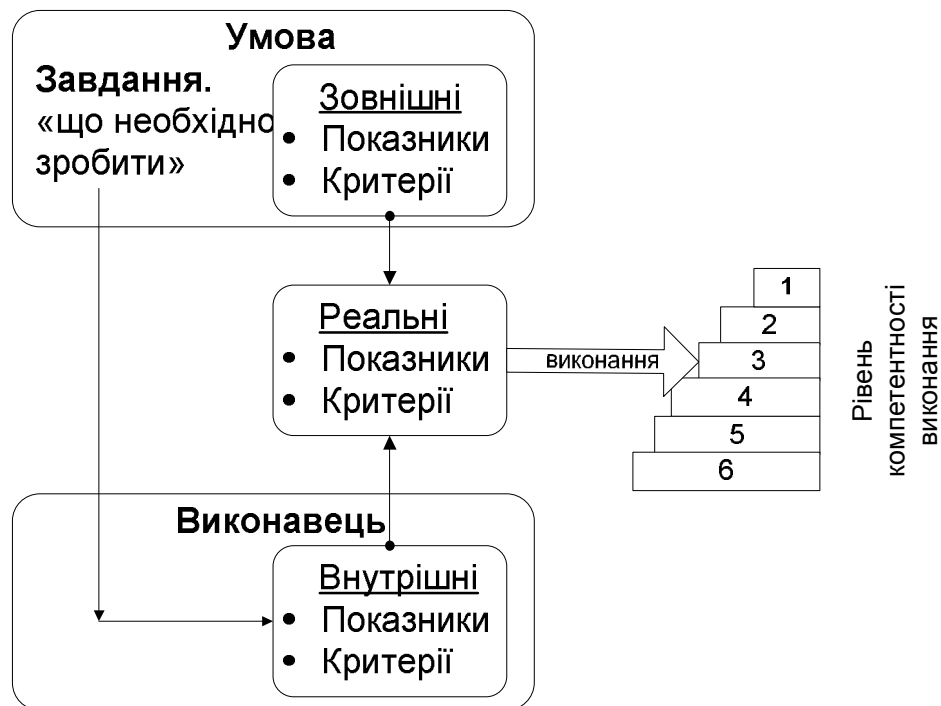 Умова
Завдання.
«що необхідно
зробити»
Зовнішні
• Показники
• Критерії
Реальні
• Показники
• Критерії
виконання
1
2
3
4
5
6
Рівень
компетентності
виконання
Виконавець
Внутрішні
• Показники
• Критерії